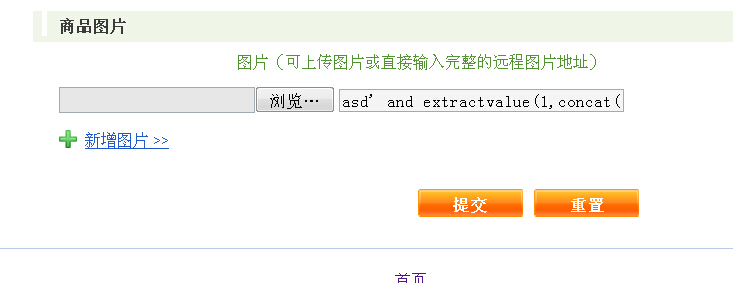 商品图片
图片（可上传图片或直接输入完整的远程图片地址）
浏览… asd' and extractvalue(1,concat(
新增图片 >>
提交 重置
首页